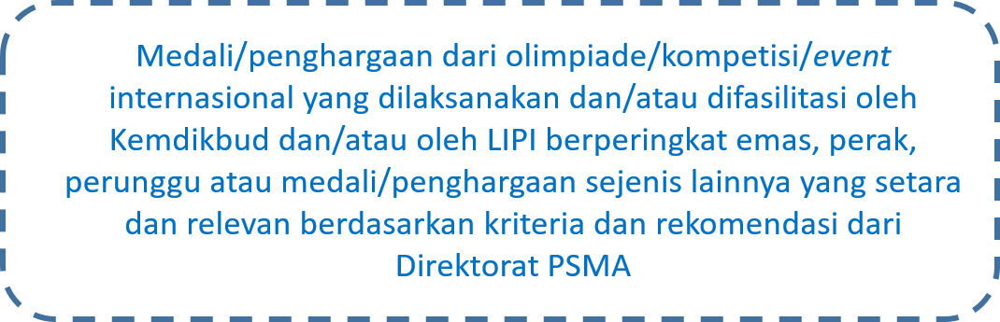 Medali/penghargaan dari olimpiade/kompetisi/event
internasional yang dilaksanakan dan/atau difasilitasi oleh
Kemdikbud dan/atau oleh LIPI berperingkat emas, perak,
perunggu atau medali/penghargaan sejenis lainnya yang setara
dan relevan berdasarkan kriteria dan rekomendasi dari
Direktorat PSMA